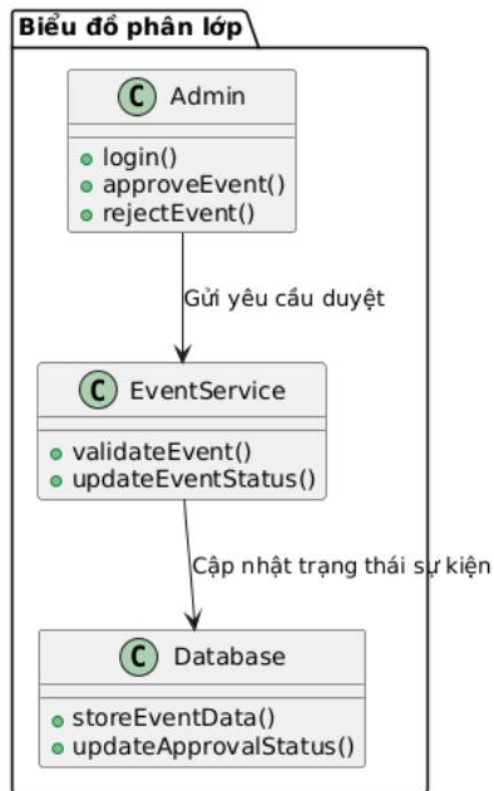 Biểu đồ phân lớp
C Admin
login()
approveEvent()
rejectEvent()
Gửi yêu cầu duyệt
C EventService
validateEvent()
updateEventStatus()
Cập nhật trạng thái sự kiện
C Database
storeEventData()
updateApprovalStatus()